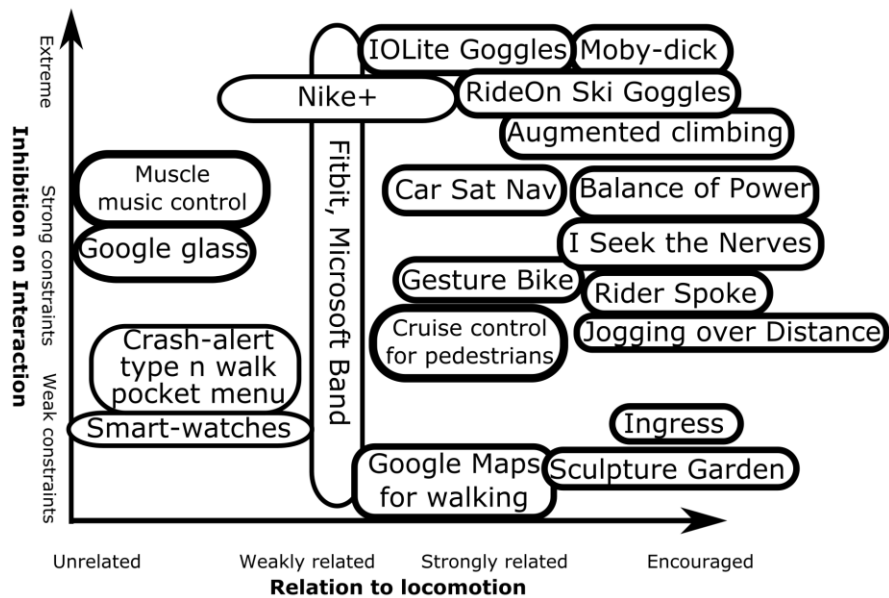 Extreme
Strong constraints
Weak constraints
Inhibition on Interaction
IOLite Goggles
Moby-dick
Nike+
RideOn Ski Goggles
Augmented climbing
Fitbit, Microsoft Band
Muscle
music control
Car Sat Nav
Balance of Power
Google glass
I Seek the Nerves
Gesture Bike
Rider Spoke
Crash-alert
type n walk
pocket menu
Cruise control
for pedestrians
Jogging over Distance
Smart-watches
Ingress
Google Maps
for walking
Sculpture Garden
Unrelated
Weakly related
Strongly related
Encouraged
Relation to locomotion